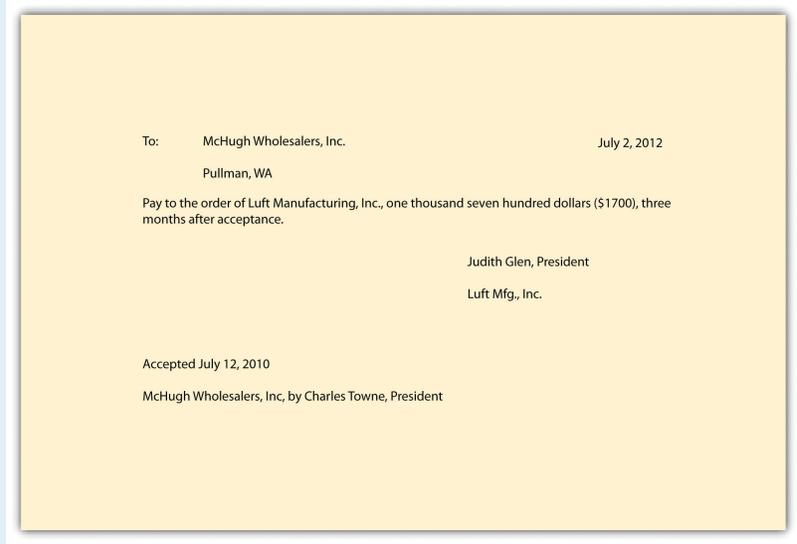 To: McHugh Wholesalers, Inc. July 2, 2012
Pullman, WA
Pay to the order of Luft Manufacturing, Inc., one thousand seven hundred dollars ($1700), three
months after acceptance.
Judith Glen, President
Luft Mfg., Inc.
Accepted July 12, 2010
McHugh Wholesalers, Inc, by Charles Towne, President